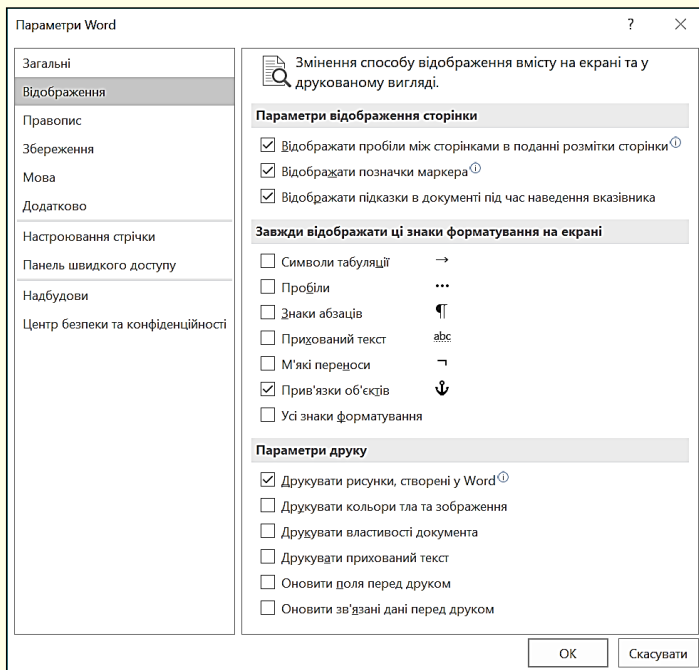 Параметри Word ?
Загальні
Відображення
Правопис
Збереження
Мова
Додатково
Настроювання стрічки
Панель швидкого доступу
Надбудови
Центр безпеки та конфіденційності
Змінення способу відображення вмісту на екрані та у
друкованому вигляді.
Параметри відображення сторінки
Відображати пробіли між сторінками в поданні розмітки сторінки
Відображати позначки маркера
Відображати підказки в документі під час наведення вказівника
Завжди відображати ці знаки форматування на екрані
Символи табуляції →
Пробіли •••
Знаки абзаців ¶
Прихований текст abc
М'які переноси ¬
Прив'язки об'єктів
Усі знаки форматування
Параметри друку
Друкувати рисунки, створені у Word
Друкувати кольори тла та зображення
Друкувати властивості документа
Друкувати прихований текст
Оновити поля перед друком
Оновити зв'язані дані перед друком
ОК Скасувати